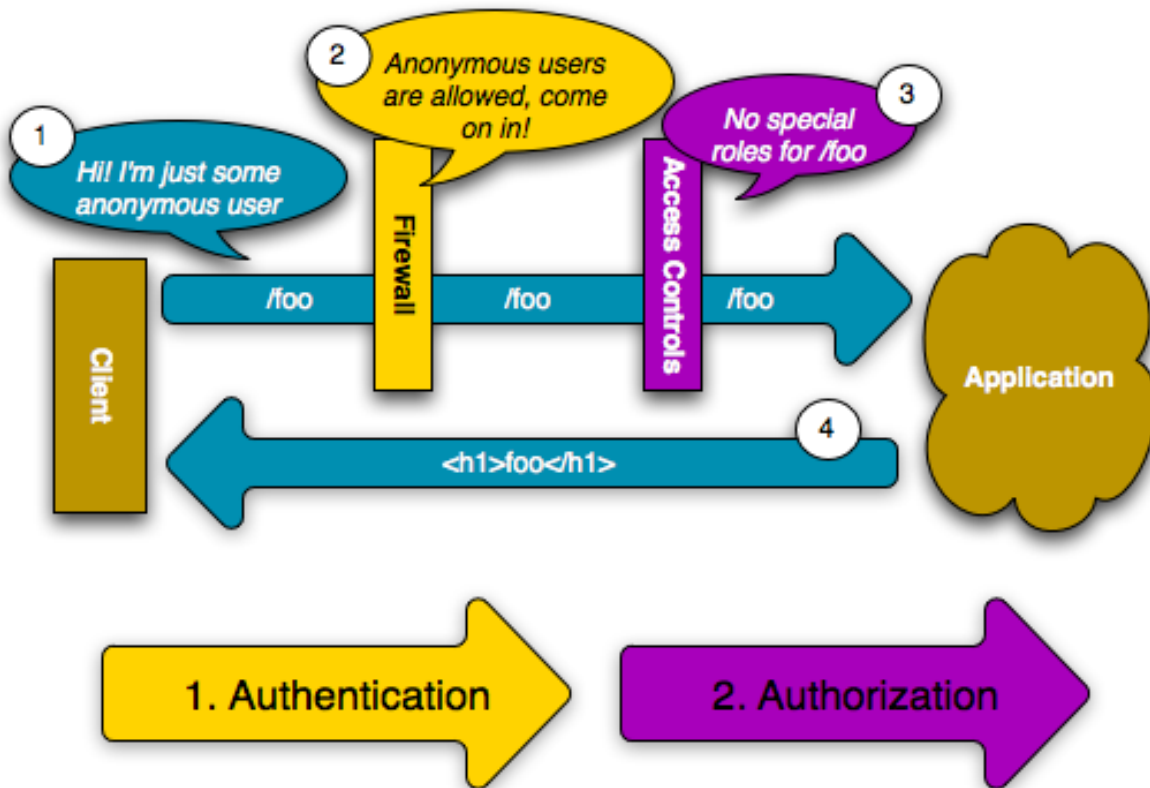 1
Hi! I'm just some
anonymous user
2
Anonymous users
are allowed, come
on in!
3
No special
roles for /foo
Client
/foo
Firewall
/foo
Access Controls
/foo
Application
4
<h1>foo</h1>
1. Authentication
2. Authorization